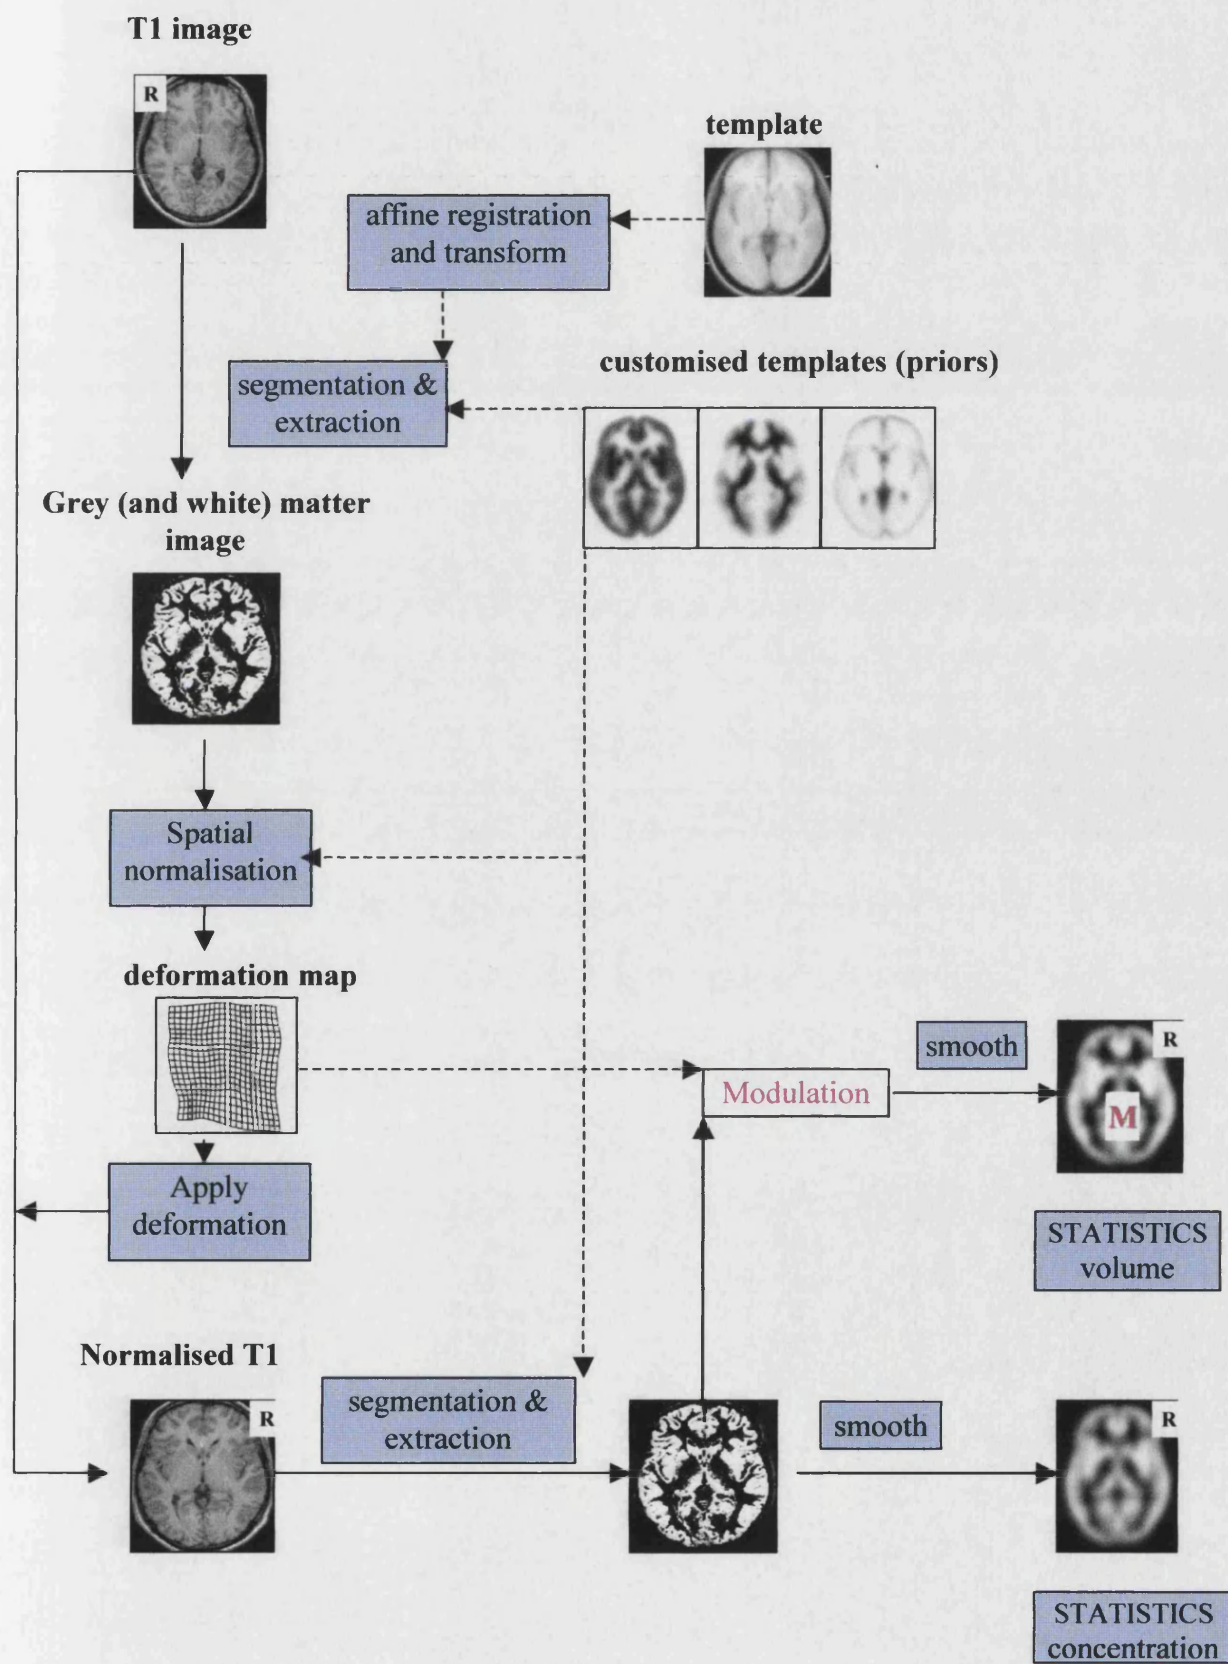 T1 image
R
template
affine registration
and transform
customised templates (priors)
segmentation &
extraction
Grey (and white) matter
image
Spatial
normalisation
deformation map
smooth
R
Modulation
M
Apply
deformation
STATISTICS
volume
Normalised T1
R
segmentation &
extraction
smooth
R
STATISTICS
concentration